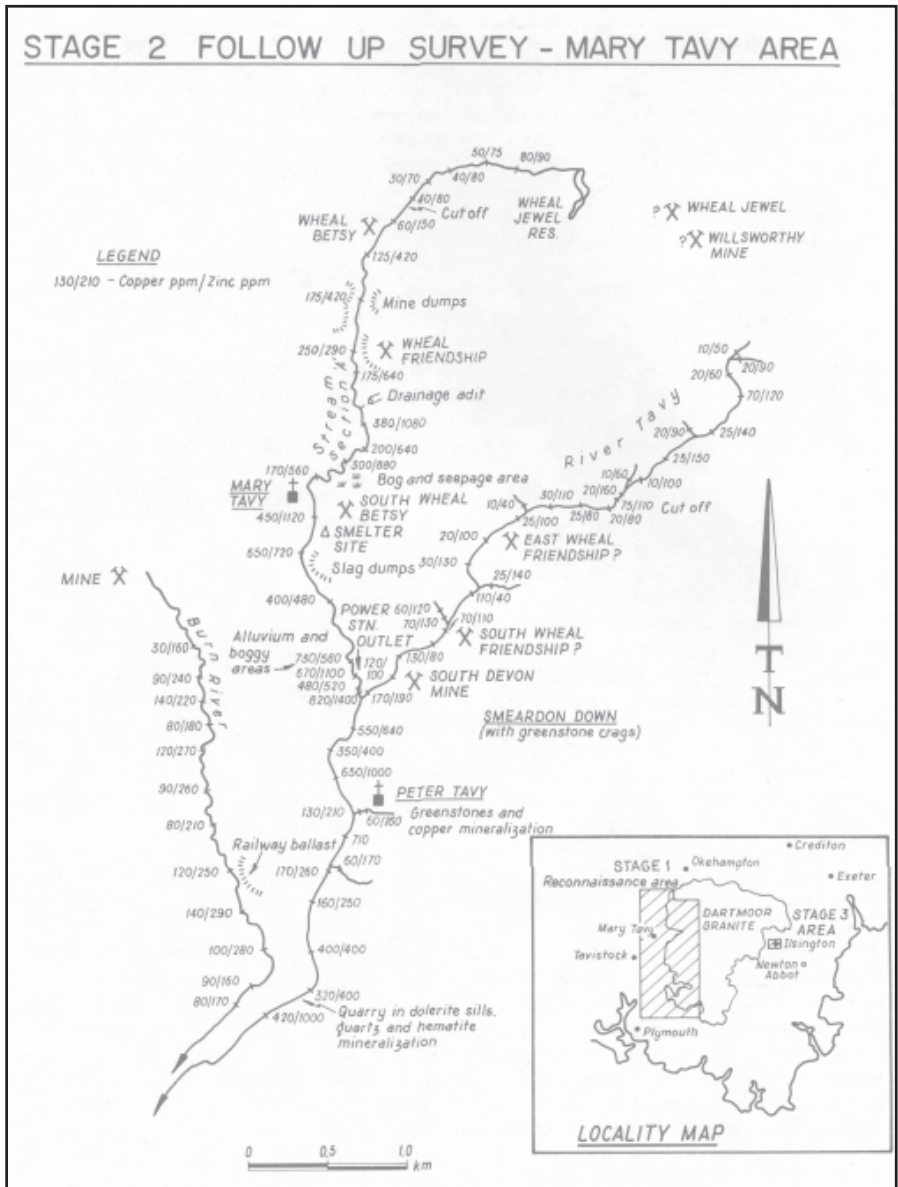 STAGE 2 FOLLOW UP SURVEY – MARY TAVY AREA
50/75
80/90
40/80
30/70
40/80
Cut off
60/150
WHEAL
BETSY
WHEAL
JEWEL
RES.
? WHEAL JEWEL
? WILLSWORTHY
MINE
LEGEND
130/210 – Copper ppm/Zinc ppm
125/420
175/420
Mine dumps
250/290
WHEAL
FRIENDSHIP
175/640
Stream
section X
Drainage adit
380/1080
200/640
300/880
170/560
Bog and seepage area
MARY
TAVY
SOUTH WHEAL
BETSY
450/1120
Δ SMELTER
SITE
650/720
Slag dumps
400/480
10/50
20/90
20/60
70/120
River Tavy
20/90
25/140
25/150
10/60
10/100
20/160
75/110
Cut off
20/80
25/80
30/110
10/40
25/100
20/100
EAST WHEAL
FRIENDSHIP ?
30/130
25/140
110/40
60/120
70/130
70/110
SOUTH WHEAL
FRIENDSHIP ?
130/80
POWER
STN.
OUTLET
120/
100
SOUTH DEVON
MINE
170/190
MINE
Burn River
30/160
90/240
140/220
80/180
120/270
90/260
80/210
Railway ballast
120/250
140/290
100/280
90/160
80/170
Alluvium and
boggy
areas
730/560
670/1100
480/520
820/1400
550/640
350/400
650/1000
SMEARDON DOWN
(with greenstone crags)
PETER TAVY
Greenstones and
copper mineralization
130/210
60/160
710
60/170
170/260
160/250
400/400
320/400
420/1000
Quarry in dolerite sills,
quartz and hematite
mineralization
T
N
0 0,5 1,0
km
Crediton
Okehampton
Exeter
STAGE 1
Reconnaissance area
DARTMOOR
GRANITE
STAGE 3
AREA
Mary Tavy
Ilsington
Tavistock
Newton
Abbot
Plymouth
LOCALITY MAP